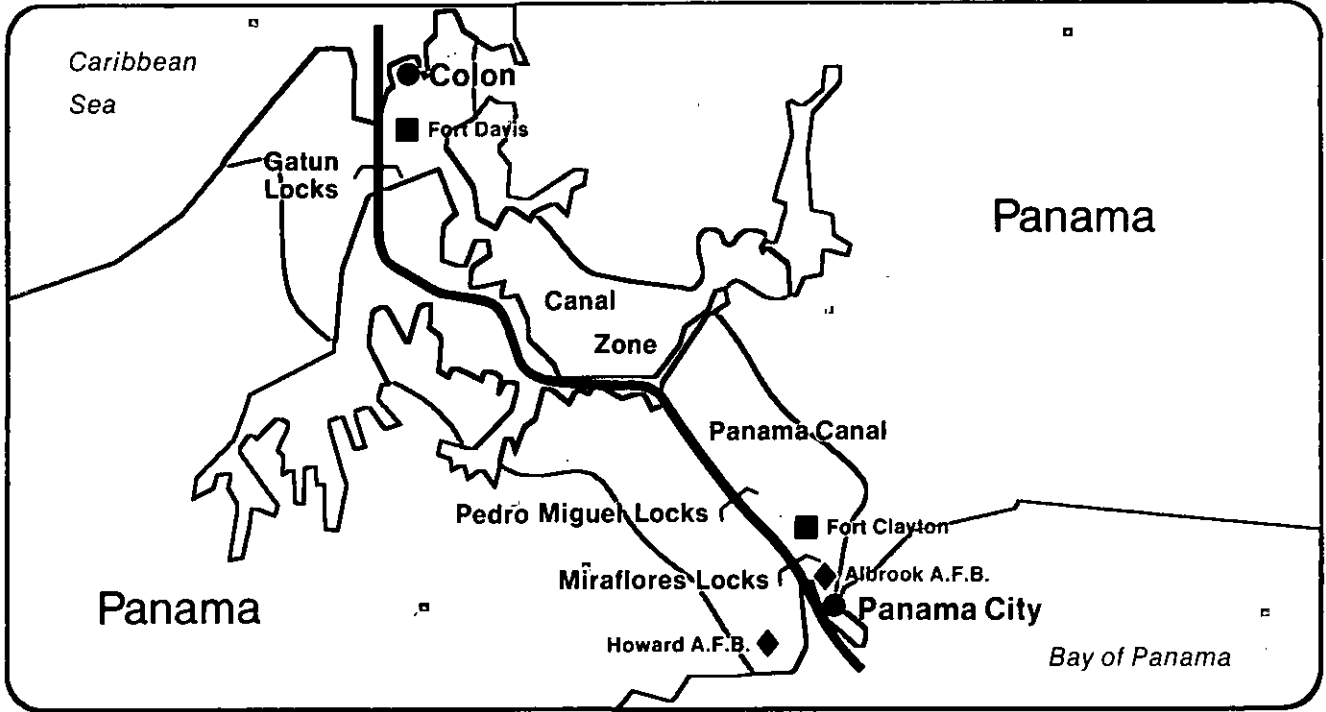 Caribbean
Sea
Colon
Fort Davis
Gatun
Locks
Panama
Canal
Zone
Panama Canal
Pedro Miguel Locks
Fort Clayton
Miraflores Locks
Albrook A.F.B.
Panama
Panama City
Howard A.F.B.
Bay of Panama